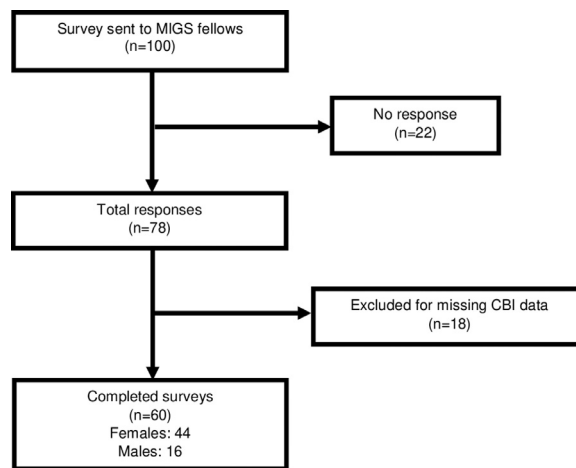 Survey sent to MIGS fellows
(n=100)
No response
(n=22)
Total responses
(n=78)
Excluded for missing CBI data
(n=18)
Completed surveys
(n=60)
Females: 44
Males: 16